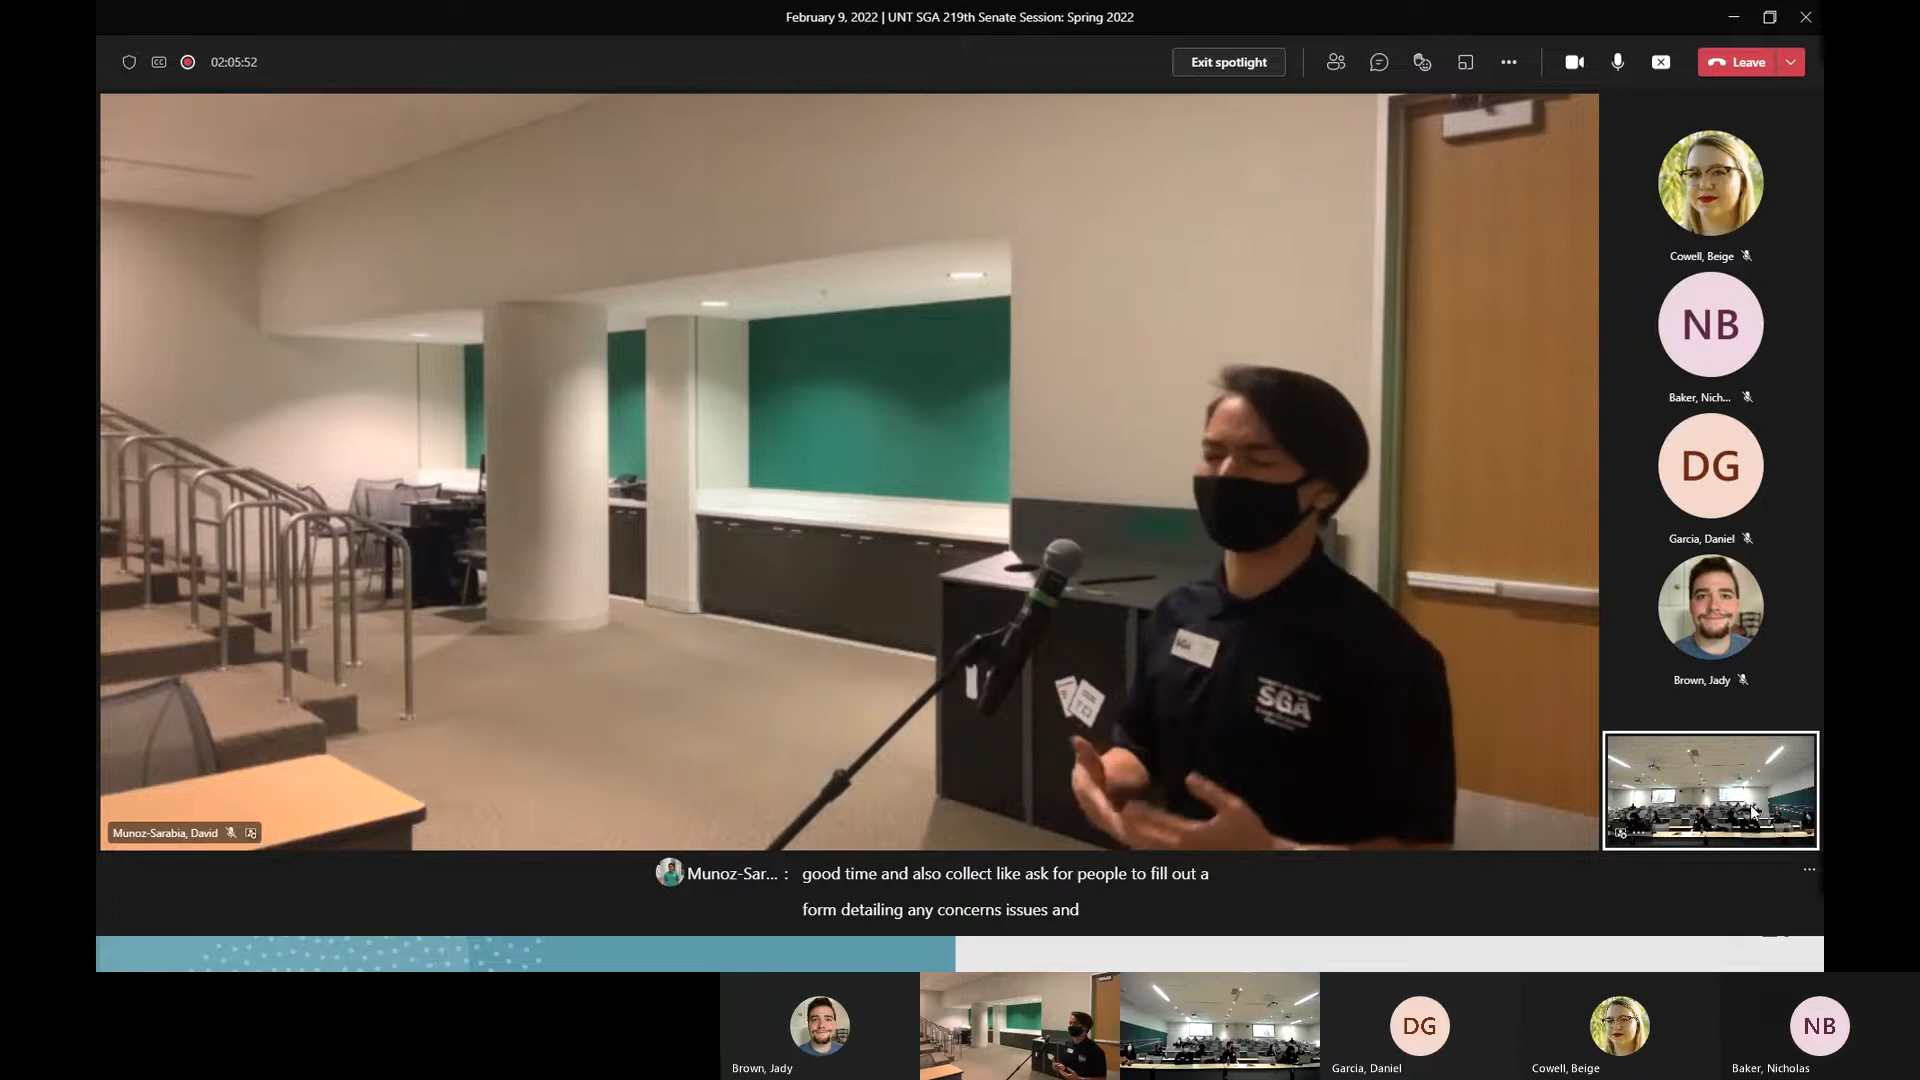 February 9, 2022 | UNT SGA 219th Senate Session: Spring 2022
CC
02:05:52
Exit spotlight
Leave
Cowell, Beige
NB
Baker, Nich...
DG
Garcia, Daniel
Brown, Jady
SGA
SGA
Munoz-Sarabia, David
Munoz-Sar... : good time and also collect like ask for people to fill out a
form detailing any concerns issues and
Brown, Jady
DG
Garcia, Daniel
Cowell, Beige
NB
Baker, Nicholas